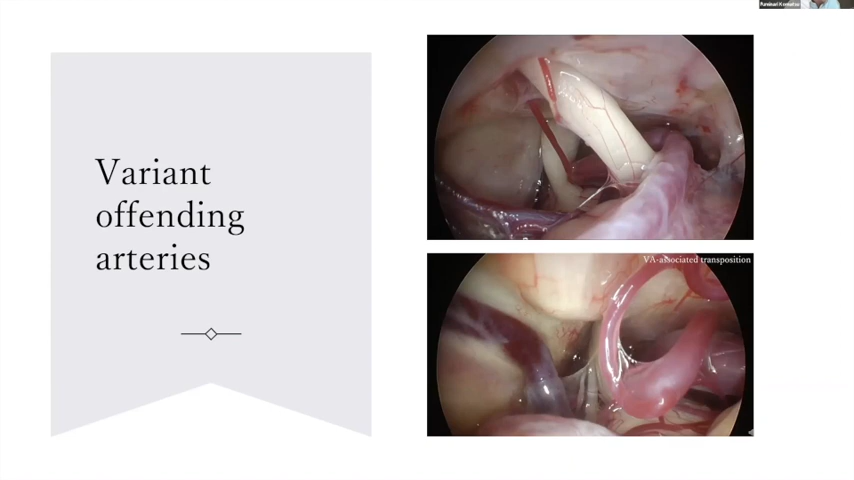 Variant
offending
arteries
VA-associated transposition